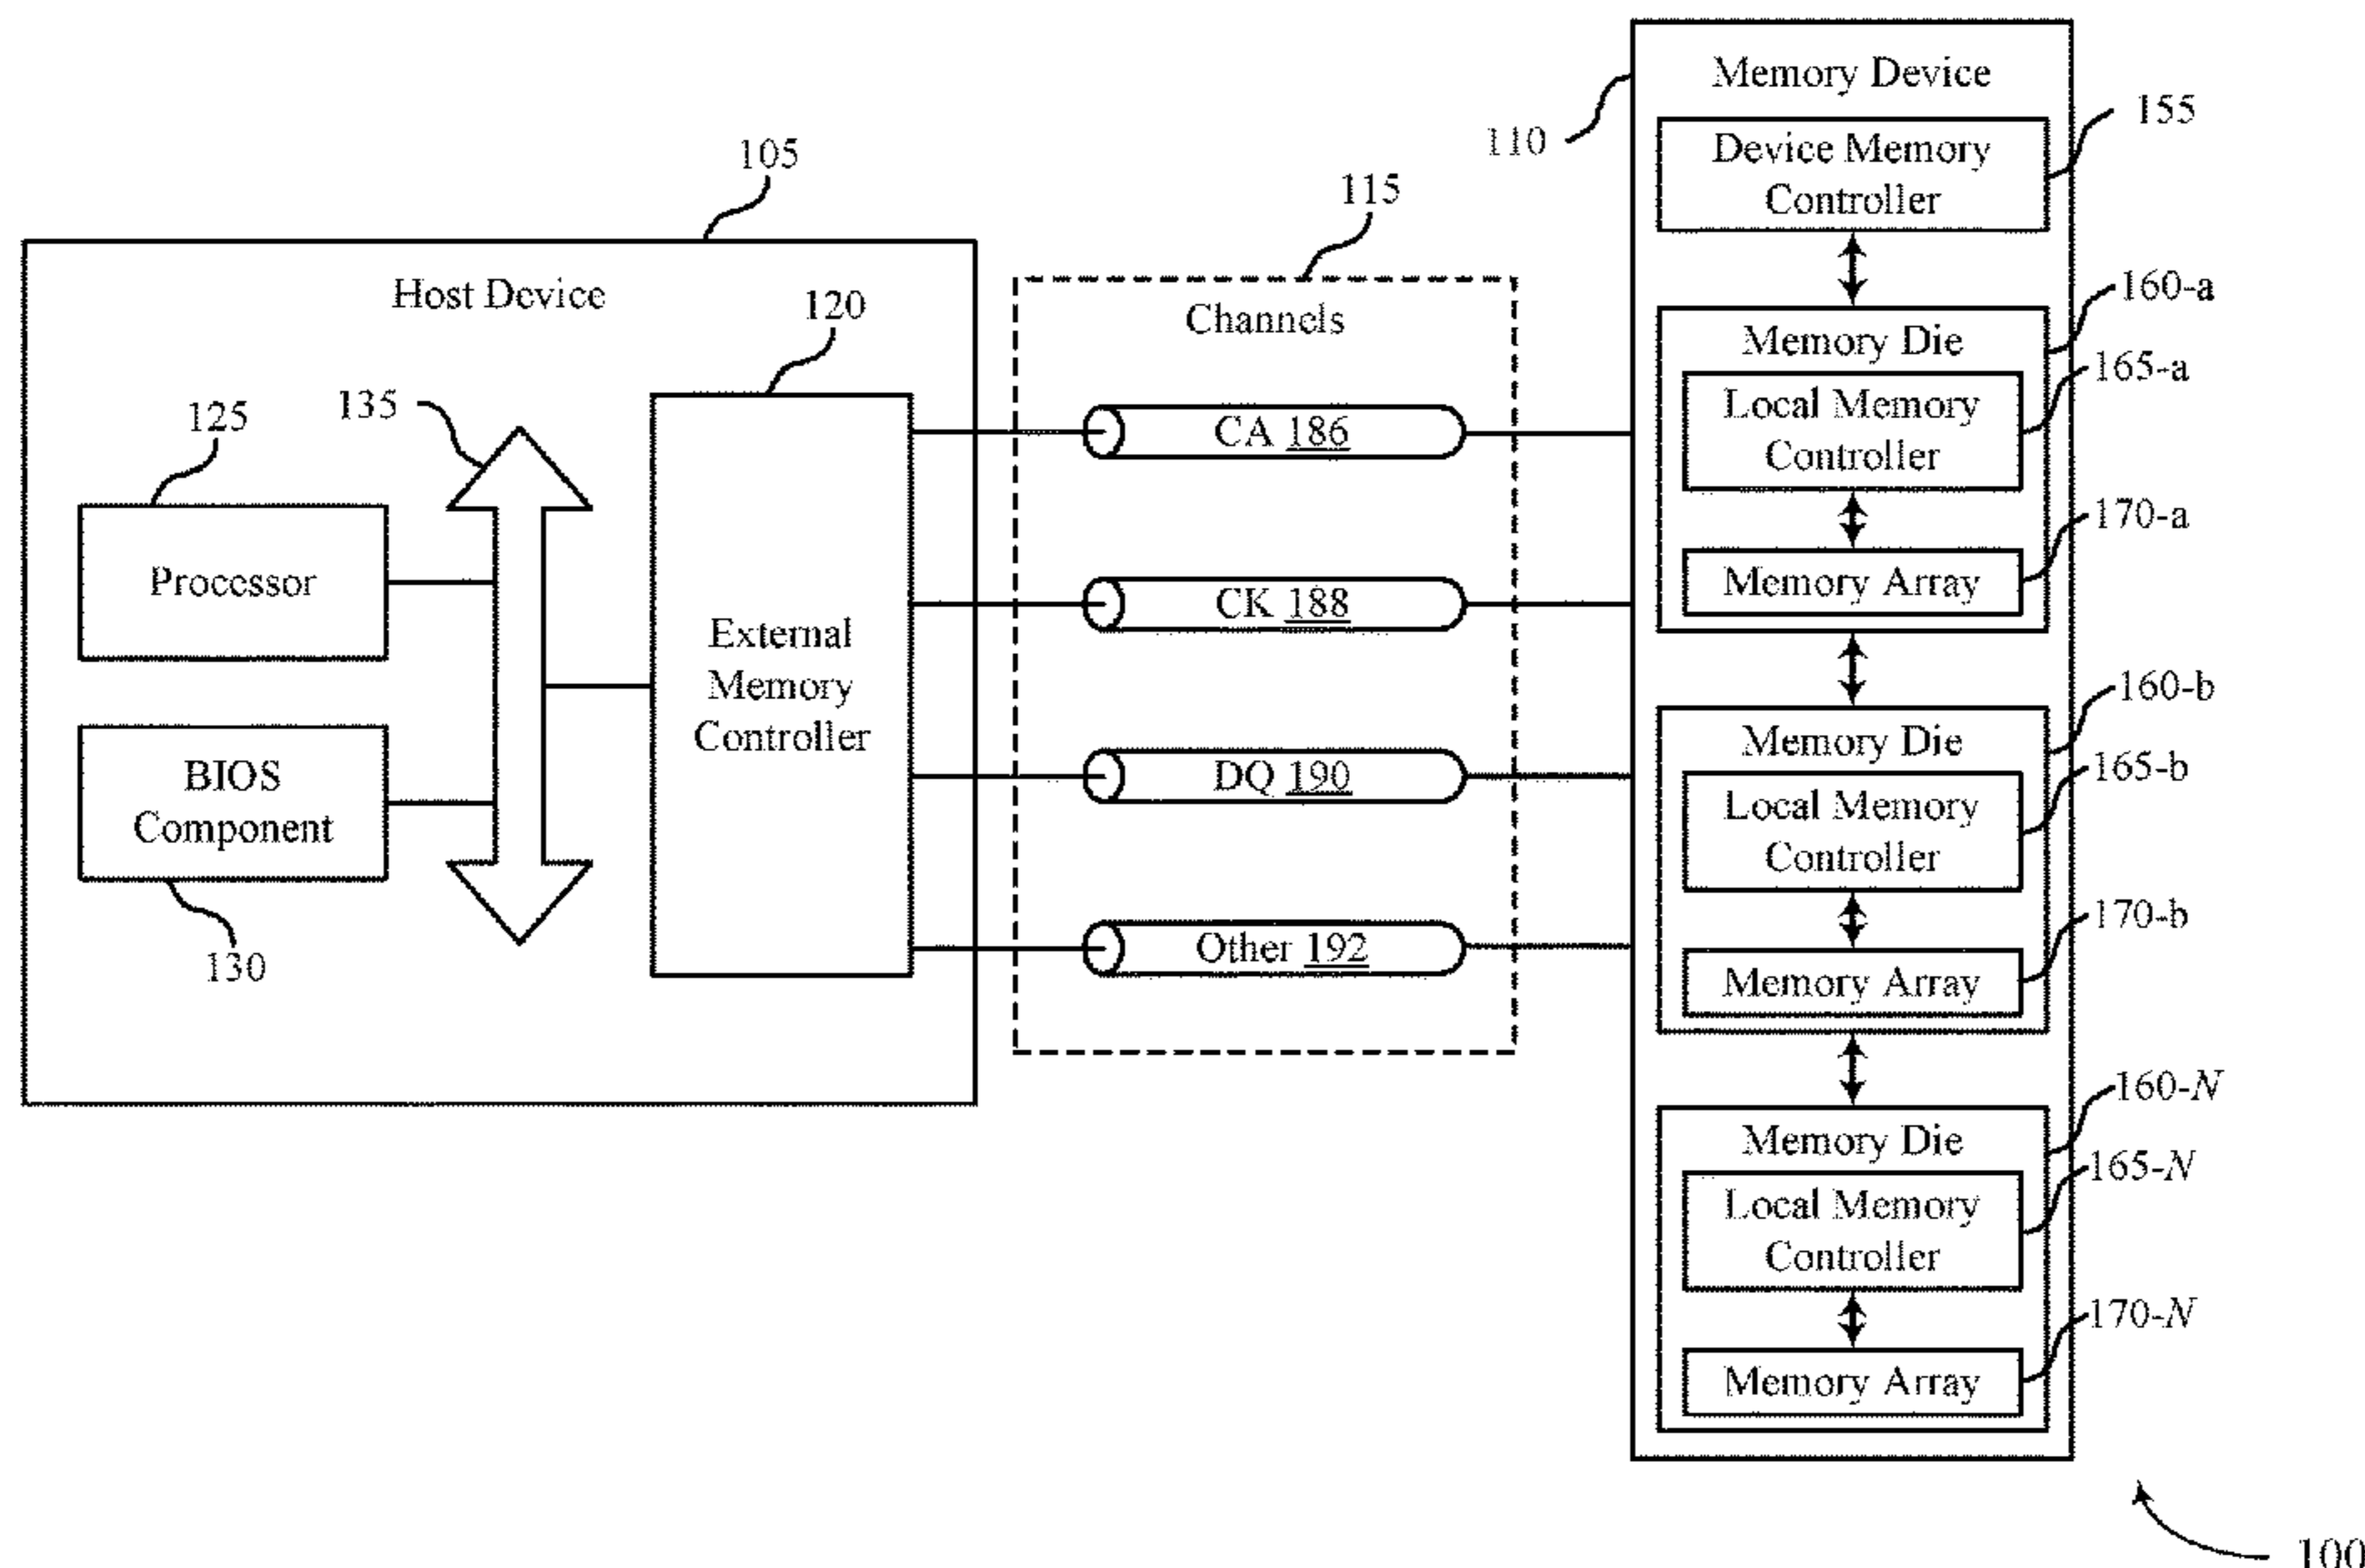 105
Host Device
120
125
135
Processor
External
Memory
Controller
BIOS
Component
130
115
Channels
CA 186
CK 188
DQ 190
Other 192
110
Memory Device
155
Device Memory
Controller
160-a
Memory Die
165-a
Local Memory
Controller
170-a
Memory Array
160-b
Memory Die
165-b
Local Memory
Controller
170-b
Memory Array
160-N
Memory Die
165-N
Local Memory
Controller
170-N
Memory Array
100